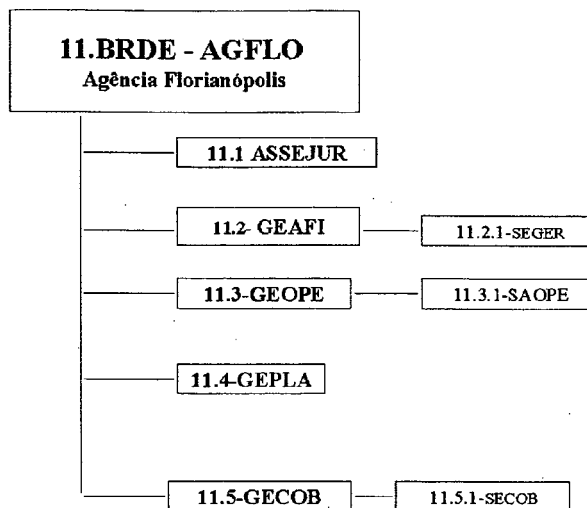 11.BRDE - AGFLO
Agência Florianópolis
11.1 ASSEJUR
11.2- GEAFI
11.2.1-SEGER
11.3-GEOPE
11.3.1-SAOPE
11.4-GEPLA
11.5-GECOB
11.5.1-SECOB